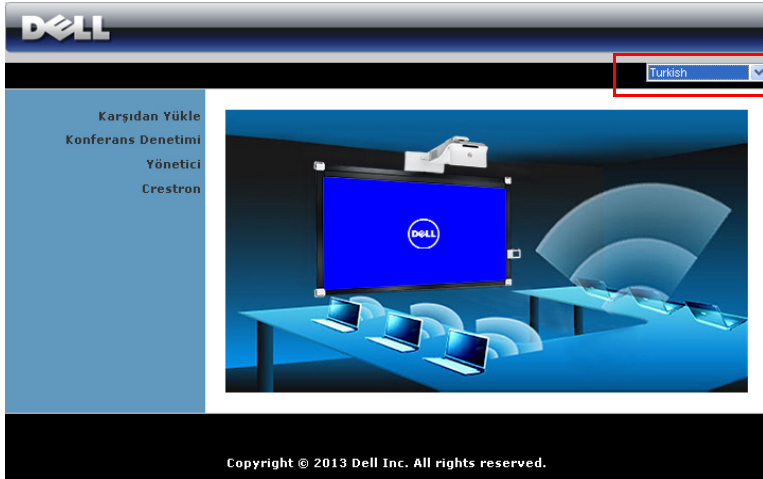 DELL
Turkish
Karşıdan Yükle
Konferans Denetimi
Yönetici
Crestron
DELL
Copyright © 2013 Dell Inc. All rights reserved.